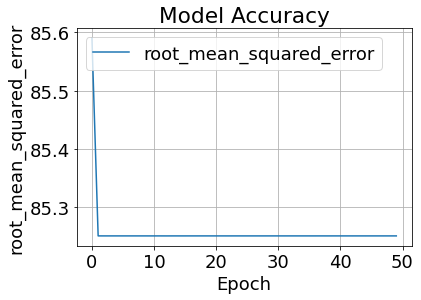 Model Accuracy
root_mean_squared_error
root_mean_squared_error
85.6
85.5
85.4
85.3
0 10 20 30 40 50
Epoch